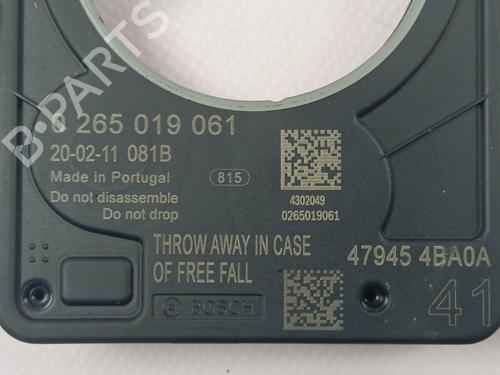 B-PARTS
0 265 019 061
20-02-11 081B
Made in Portugal 815
Do not disassemble
Do not drop
4302049
0265019061
THROW AWAY IN CASE
OF FREE FALL
47945 4BA0A
BOSCH
41